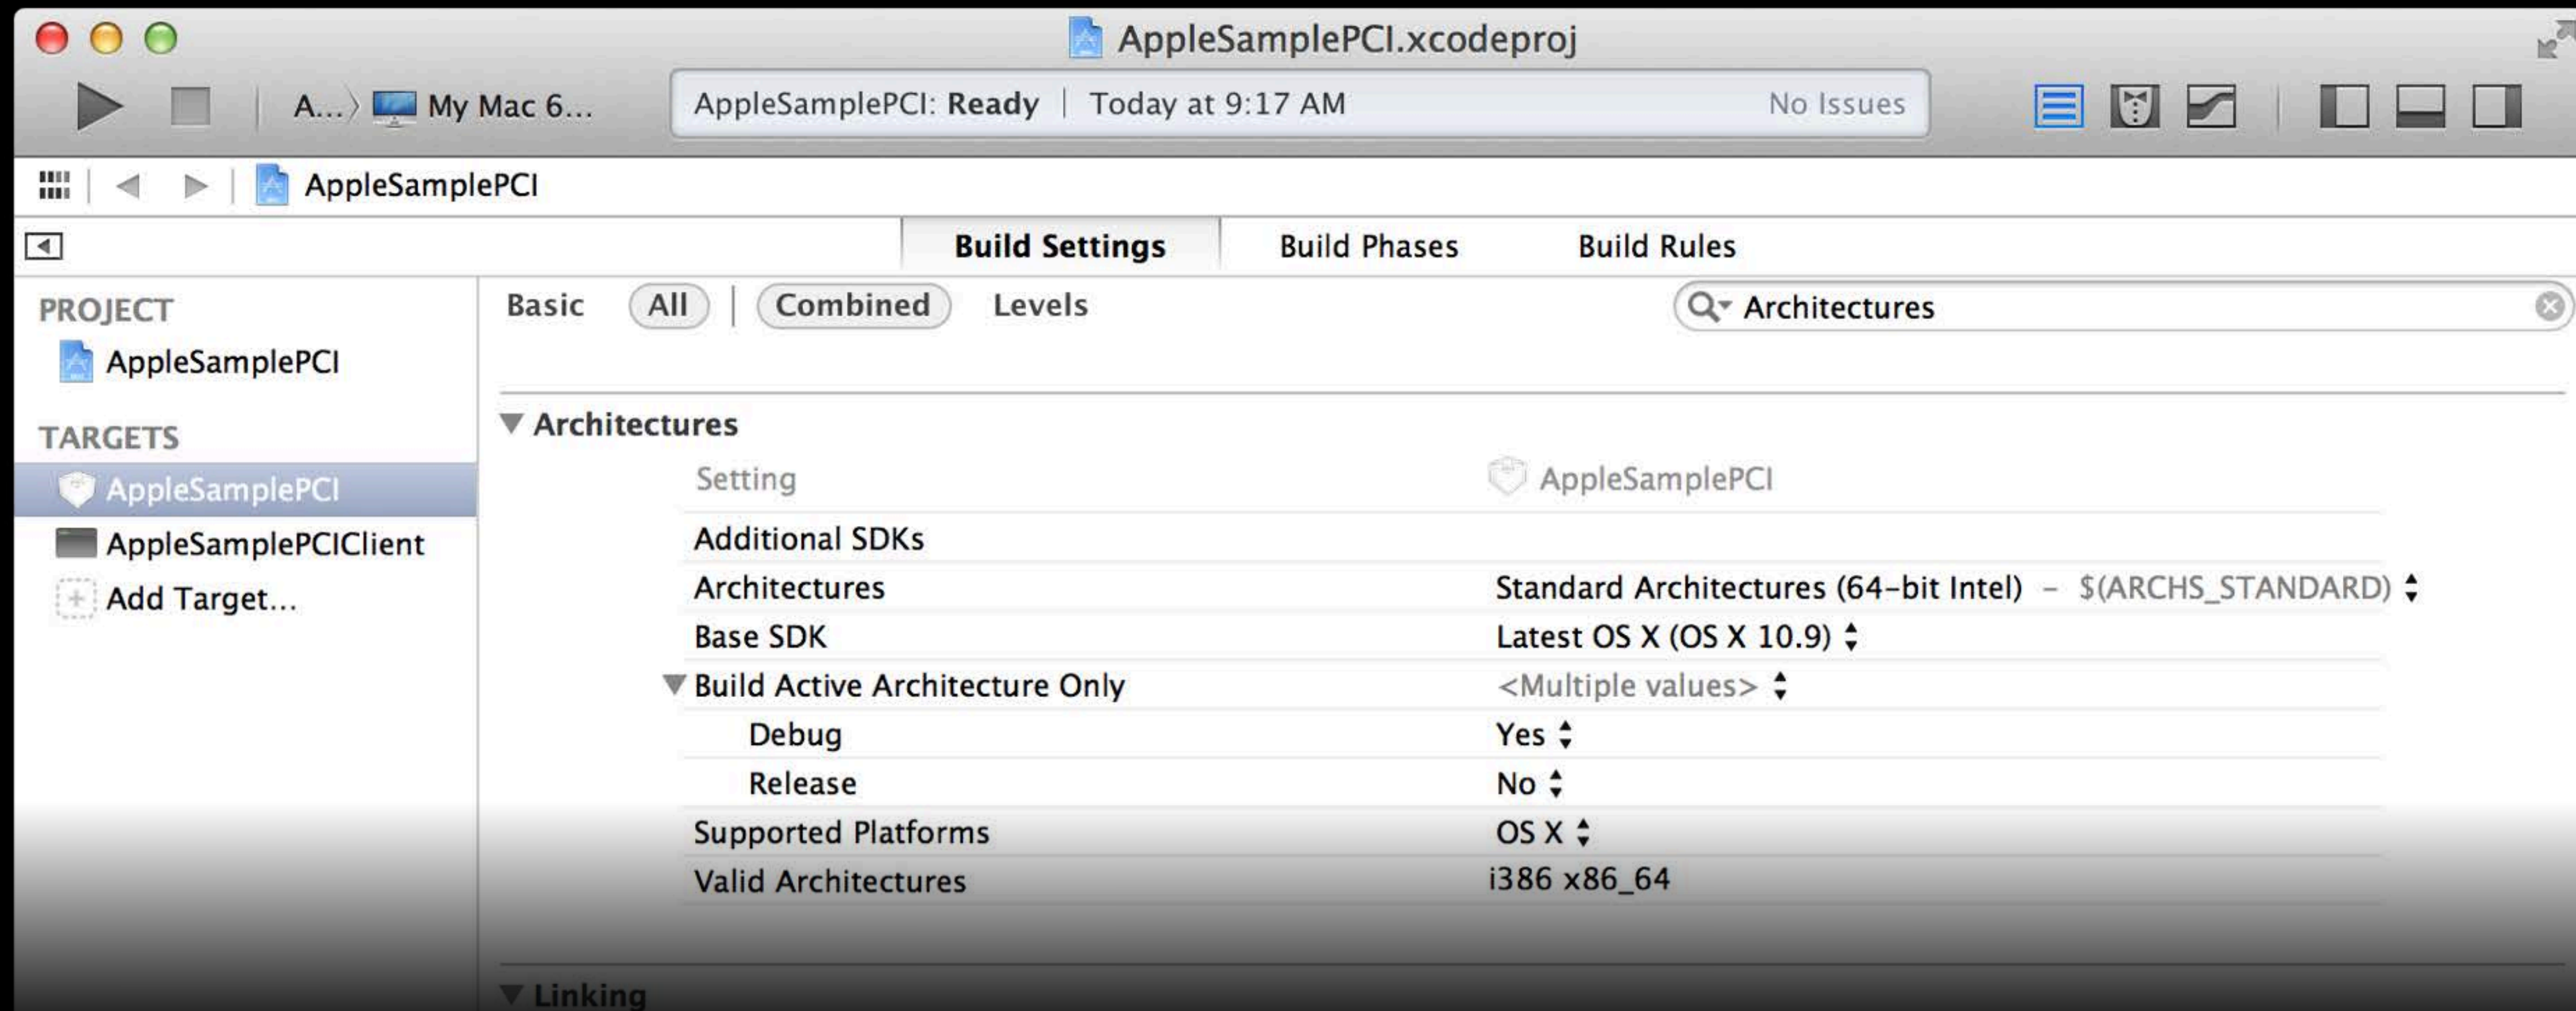 AppleSamplePCI.xcodeproj
A... My Mac 6... AppleSamplePCI: Ready | Today at 9:17 AM No Issues
AppleSamplePCI
Build Settings Build Phases Build Rules
PROJECT
AppleSamplePCI
TARGETS
AppleSamplePCI
AppleSamplePCIClient
Add Target...
Basic All | Combined Levels Architectures
Architectures
Setting AppleSamplePCI
Additional SDKs
Architectures Standard Architectures (64-bit Intel) – $(ARCHS_STANDARD)
Base SDK Latest OS X (OS X 10.9)
Build Active Architecture Only <Multiple values>
Debug Yes
Release No
Supported Platforms OS X
Valid Architectures i386 x86_64
Linking